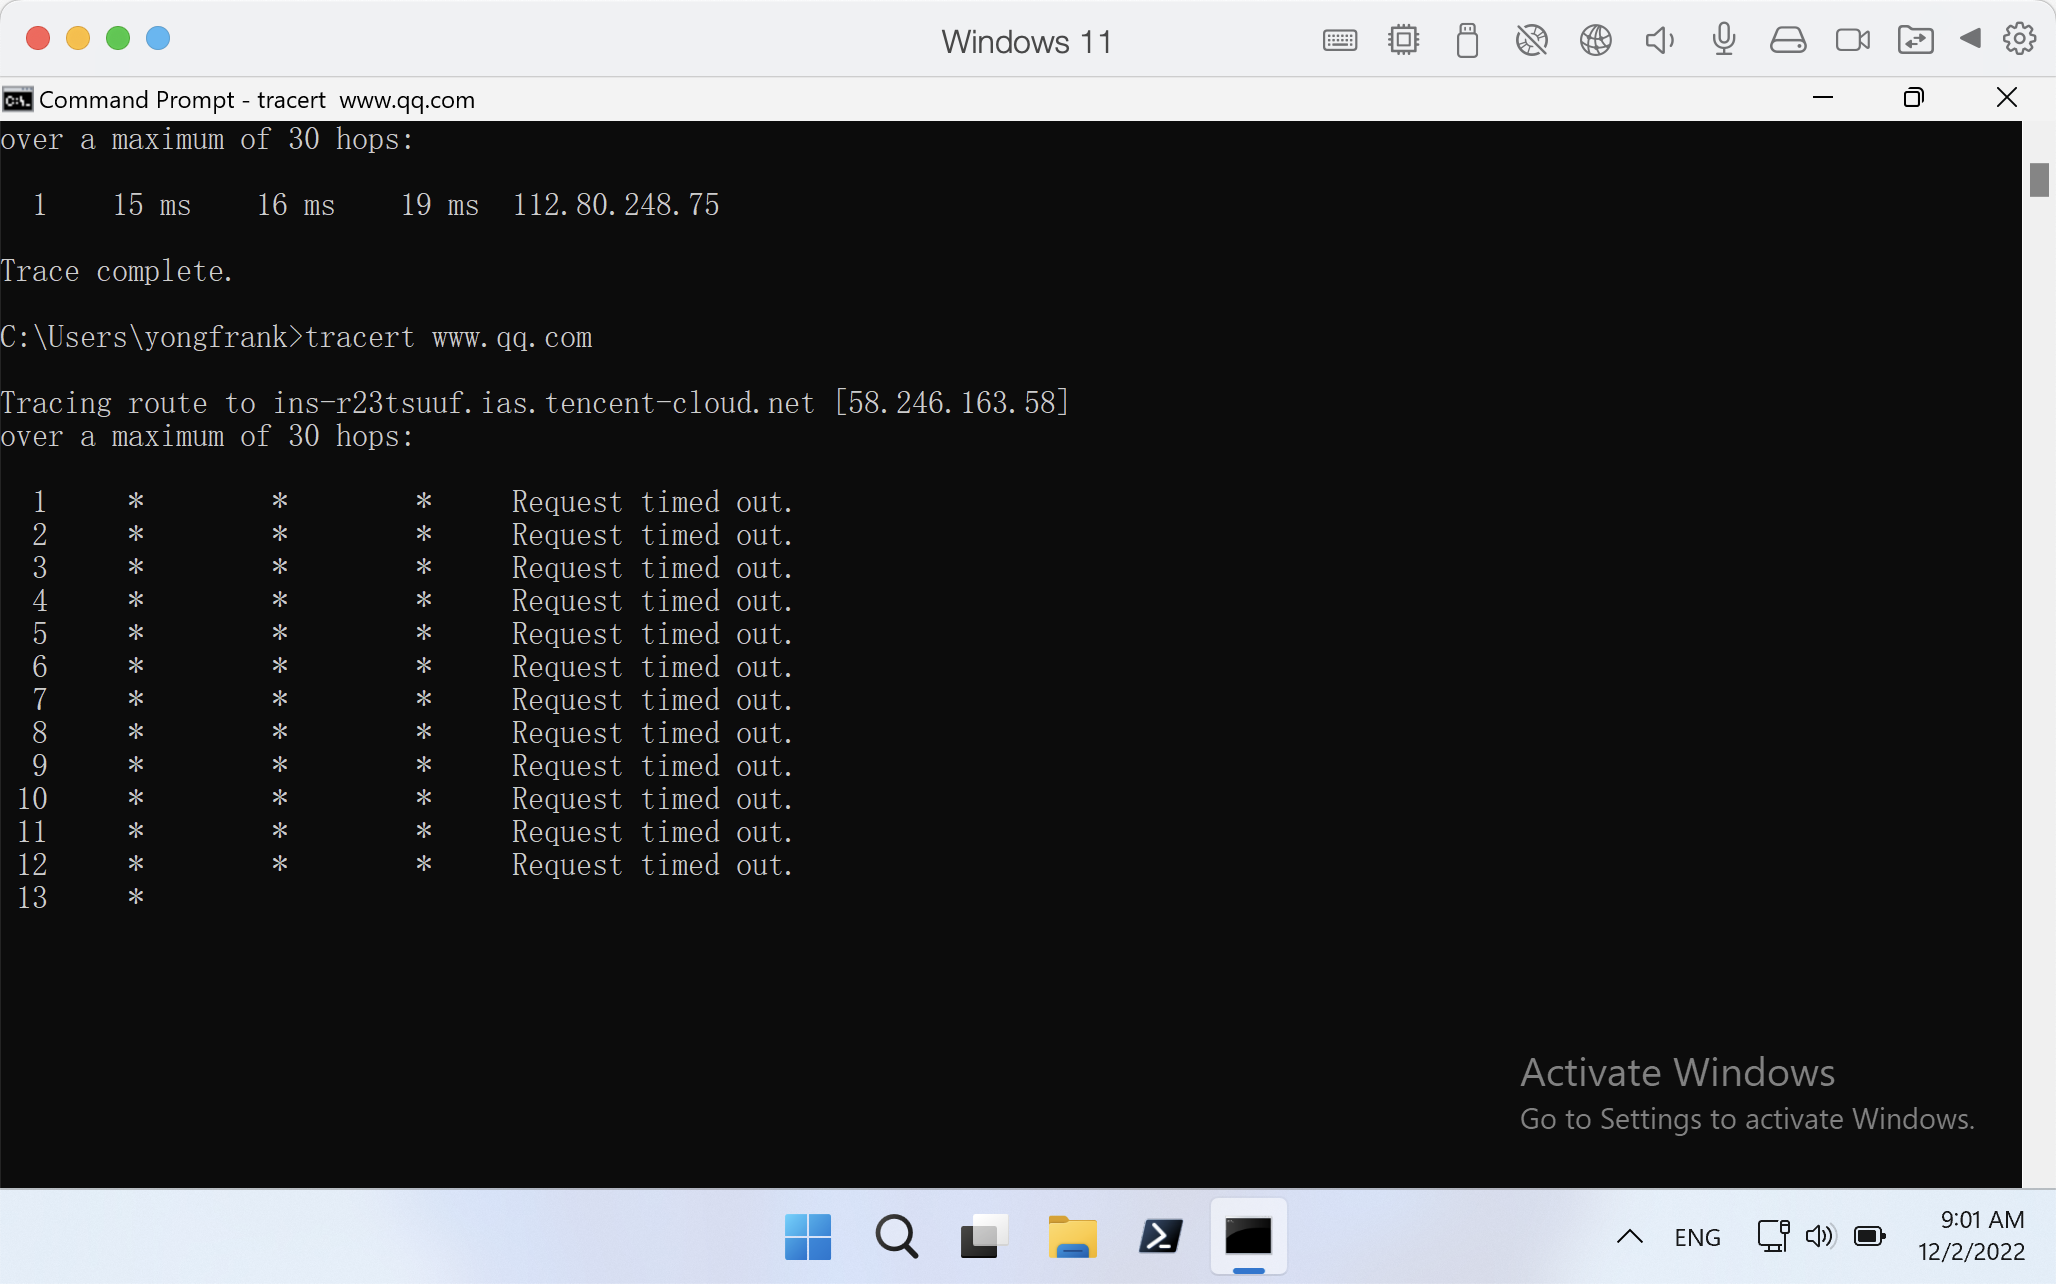 Windows 11
Command Prompt - tracert  www.qq.com
over a maximum of 30 hops:
1    15 ms    16 ms    19 ms  112.80.248.75
Trace complete.
C:\Users\yongfrank>tracert www.qq.com
Tracing route to ins-r23tsuuf.ias.tencent-cloud.net [58.246.163.58]
over a maximum of 30 hops:
1     *        *        *     Request timed out.
2     *        *        *     Request timed out.
3     *        *        *     Request timed out.
4     *        *        *     Request timed out.
5     *        *        *     Request timed out.
6     *        *        *     Request timed out.
7     *        *        *     Request timed out.
8     *        *        *     Request timed out.
9     *        *        *     Request timed out.
10     *        *        *     Request timed out.
11     *        *        *     Request timed out.
12     *        *        *     Request timed out.
13     *
Activate Windows
Go to Settings to activate Windows.
ENG
9:01 AM
12/2/2022